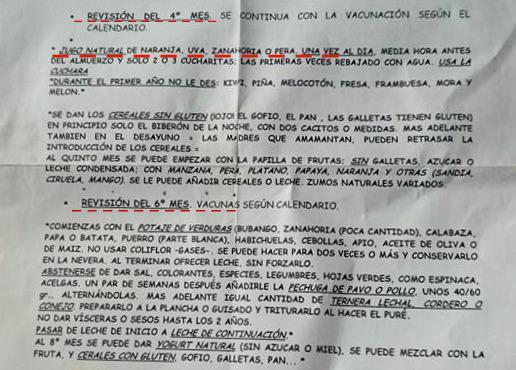 • REVISIÓN DEL 4º MES. SE CONTINUA CON LA VACUNACIÓN SEGÚN EL
CALENDARIO.
* JUGO NATURAL DE NARANJA, UVA, ZANAHORIA O PERA, UNA VEZ AL DIA, MEDIA HORA ANTES
DEL ALMUERZO Y SOLO 2 O 3 CUCHARITAS; LAS PRIMERAS VECES REBAJADO CON AGUA. USA LA
CUCHARA
*DURANTE EL PRIMER AÑO NO LE DES: KIWI, PIÑA, MELOCOTÓN, FRESA, FRAMBUESA, MORA Y
MELON.*
*SE DAN LOS CEREALES SIN GLUTEN (¡OJO! EL GOFIO, EL PAN , LAS GALLETAS TIENEN GLUTEN)
EN PRINCIPIO SOLO EL BIBERÓN DE LA NOCHE, CON DOS CACITOS O MEDIDAS. MAS ADELANTE
TAMBIEN EN EL DESAYUNO = LAS MADRES QUE AMAMANTAN, PUEDEN RETRASAR LA
INTRODUCCIÓN DE LOS CEREALES =
AL QUINTO MES SE PUEDE EMPEZAR CON LA PAPILLA DE FRUTAS: SIN GALLETAS, AZUCAR O
LECHE CONDENSADA; CON MANZANA, PERA, PLATANO, PAPAYA, NARANJA Y OTRAS (SANDIA,
CIRUELA, MANGO). SE LE PUEDE AÑADIR CEREALES O LECHE. ZUMOS NATURALES VARIADOS.
• REVISIÓN DEL 6º MES. VACUNAS SEGÚN CALENDARIO.
*COMIENZAS CON EL POTAJE DE VERDURAS (BUBANGO, ZANAHORIA (POCA CANTIDAD), CALABAZA,
PAPA O BATATA, PUERRO (PARTE BLANCA), HABICHUELAS, CEBOLLAS, APIO, ACEITE DE OLIVA O
DE MAIZ. NO USAR COLIFLOR -GASES-. SE PUEDE HACER PARA DOS VECES O MÁS Y CONSERVARLO
EN LA NEVERA. AL TERMINAR OFRECER LECHE, SIN FORZARLO.
ABSTENERSE DE DAR SAL, COLORANTES, ESPECIES, LEGUMBRES, HOJAS VERDES, COMO ESPINACA,
ACELGAS. UN PAR DE SEMANAS DESPUÉS AÑADIRLE LA PECHUGA DE PAVO O POLLO, UNOS 40/60
gr., ALTERNÁNDOLAS. MAS ADELANTE IGUAL CANTIDAD DE TERNERA LECHAL, CORDERO O
CONEJO. PREPARARLO A LA PLANCHA O GUISADO Y TRITURARLO AL HACER EL PURÉ.
NO DAR VÍSCERAS O SESOS HASTA LOS 2 AÑOS.
PASAR DE LECHE DE INICIO A LECHE DE CONTINUACIÓN.*
AL 8º MES SE PUEDE DAR YOGURT NATURAL (SIN AZUCAR O MIEL). SE PUEDE MEZCLAR CON LA
FRUTA, Y CERALES CON GLUTEN, GOFIO, GALLETAS, PAN... *